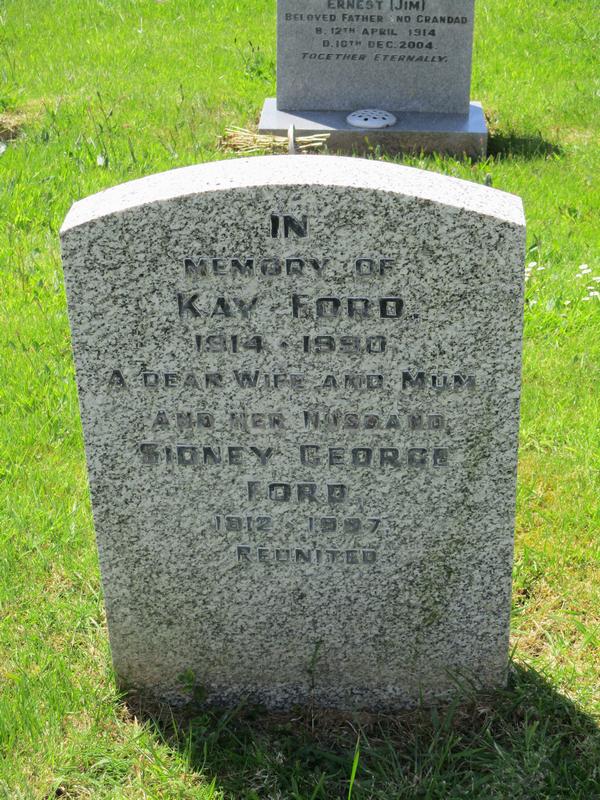 ERNEST (JIM)
BELOVED FATHER AND GRANDAD
B. 12TH APRIL 1914
D. 10TH DEC. 2004.
TOGETHER ETERNALLY.
IN
MEMORY OF
KAY FORD.
1914 - 1990
A DEAR WIFE AND MUM
AND HER HUSBAND,
SIDNEY GEORGE
FORD,
1912 - 1997
REUNITED